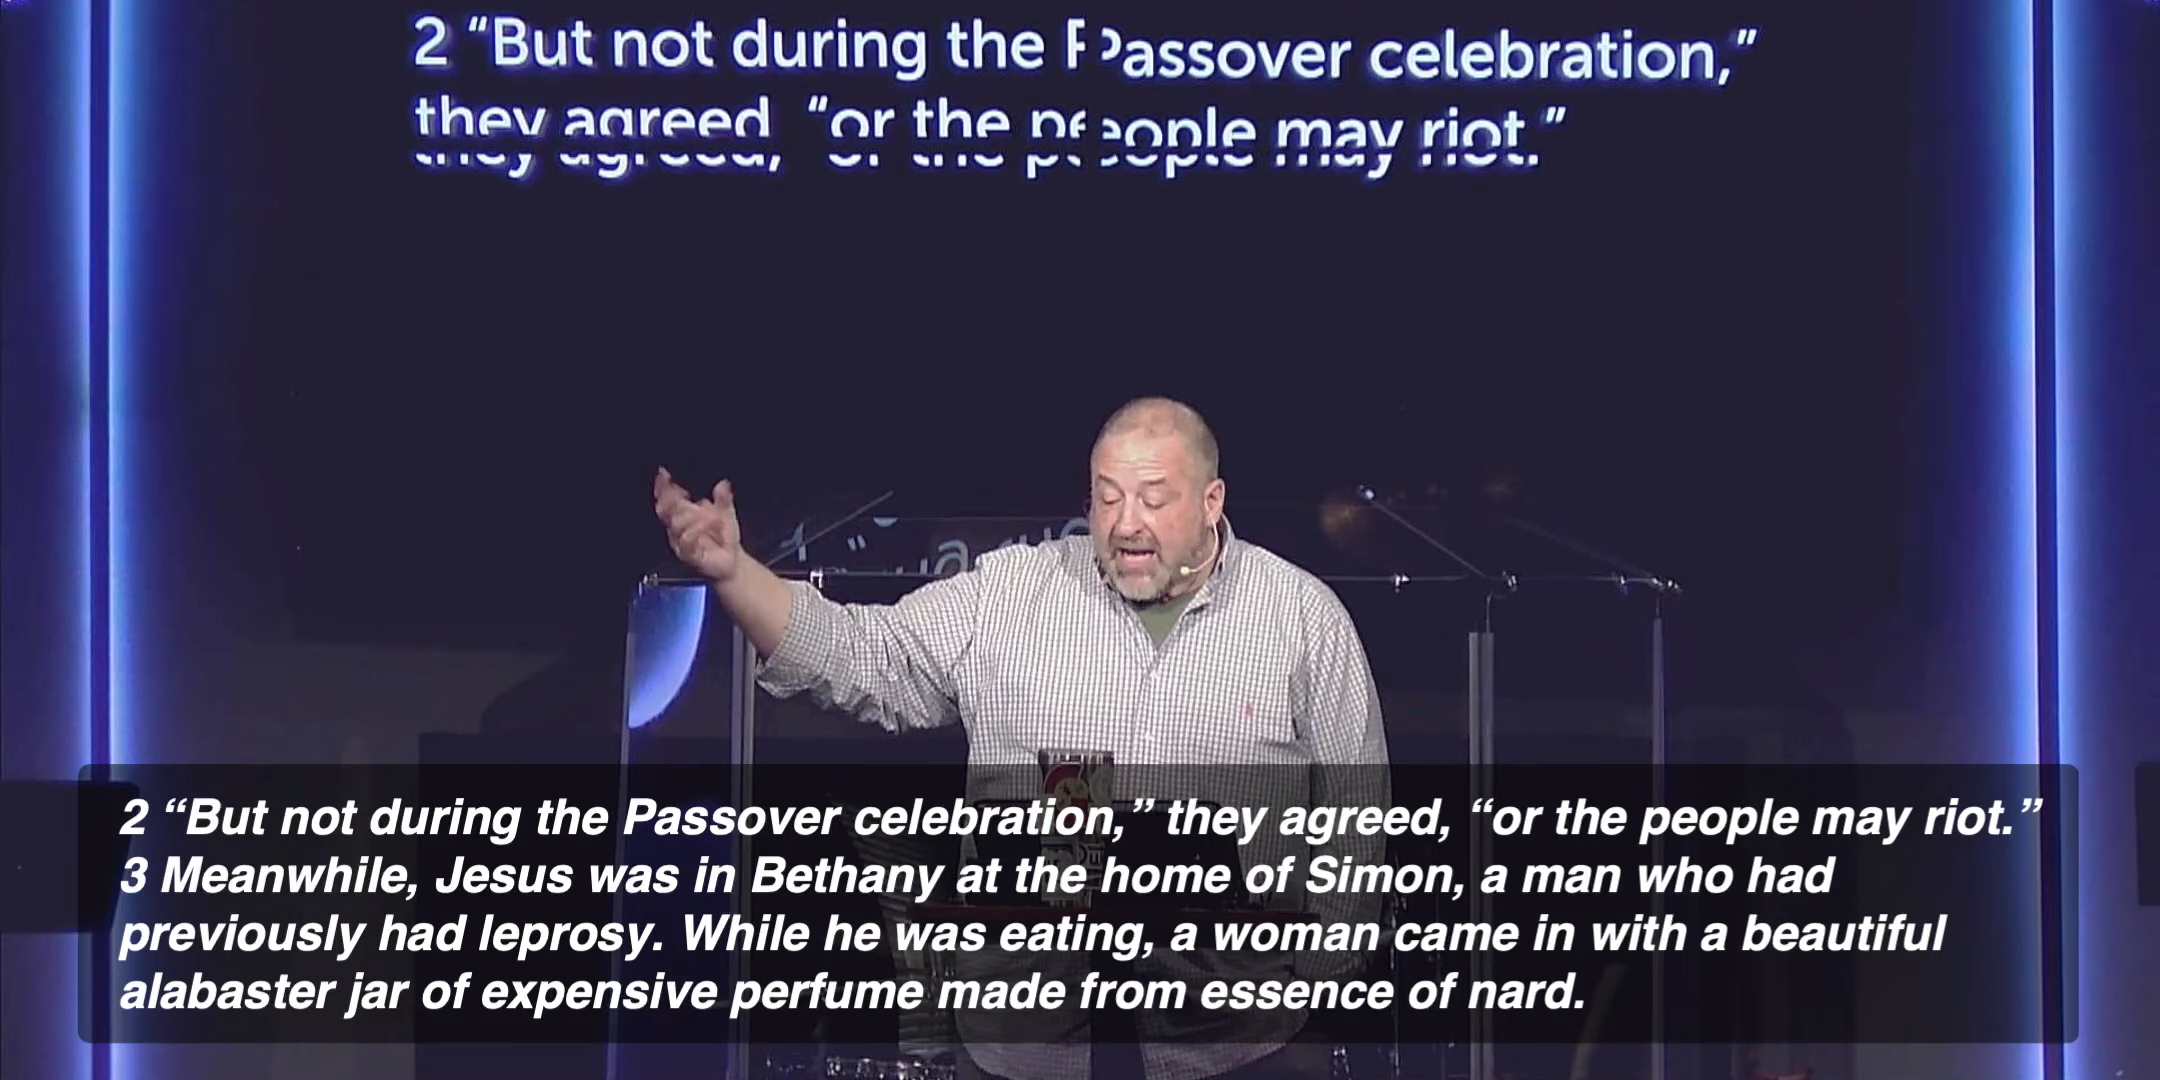 2 “But not during the Passover celebration,”
they agreed, “or the people may riot.”
2 “But not during the Passover celebration,” they agreed, “or the people may riot.”
3 Meanwhile, Jesus was in Bethany at the home of Simon, a man who had
previously had leprosy. While he was eating, a woman came in with a beautiful
alabaster jar of expensive perfume made from essence of nard.